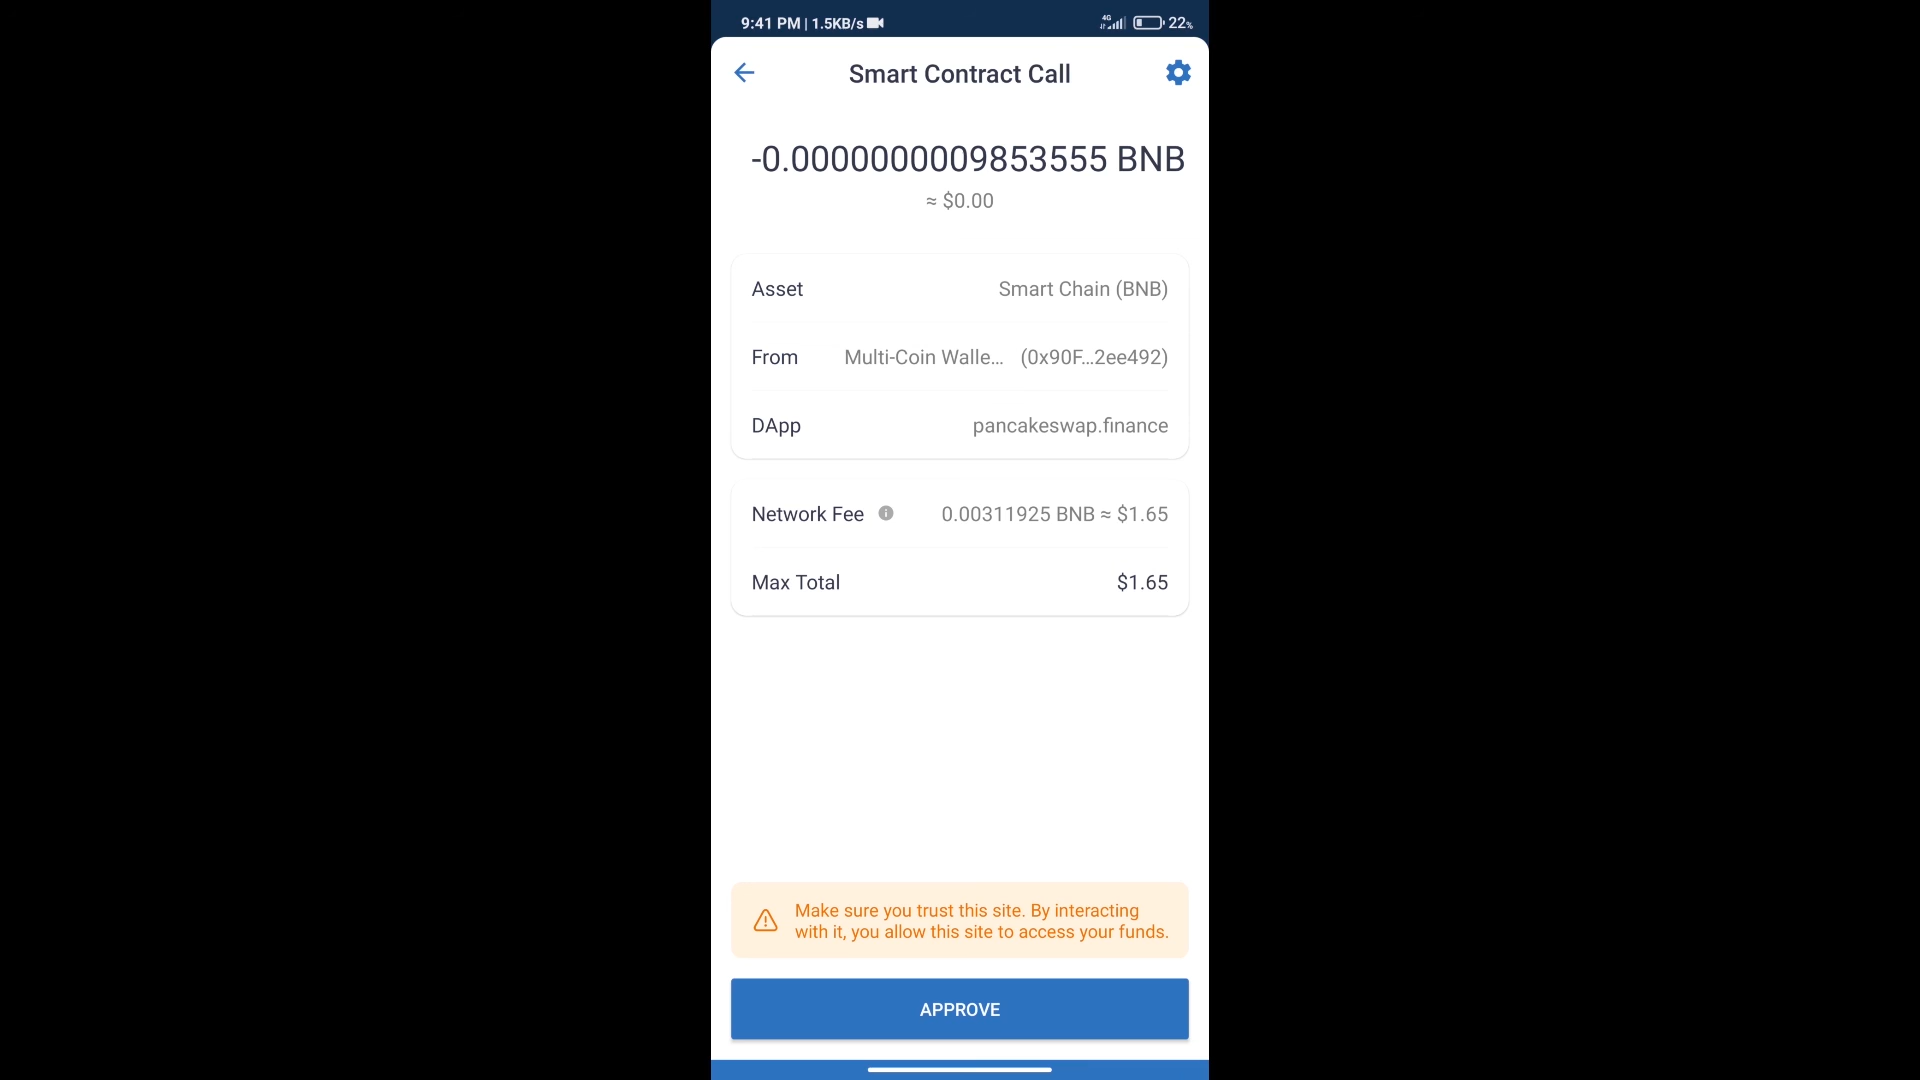 9:41 PM | 1.5KB/s 4G 22%
Smart Contract Call
-0.0000000009853555 BNB
≈ $0.00
Asset Smart Chain (BNB)
From Multi-Coin Walle... (0x90F...2ee492)
DApp pancakeswap.finance
Network Fee 0.00311925 BNB ≈ $1.65
Max Total $1.65
Make sure you trust this site. By interacting
with it, you allow this site to access your funds.
APPROVE